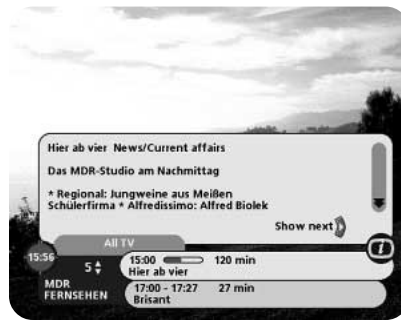 Hier ab vier News/Current affairs
Das MDR-Studio am Nachmittag
* Regional: Jungweine aus Meißen
Schülerfirma * Alfredissimo: Alfred Biolek
Show next
i
All TV
15:56
5
MDR
FERNSEHEN
15:00 120 min
Hier ab vier
17:00 - 17:27 27 min
Brisant